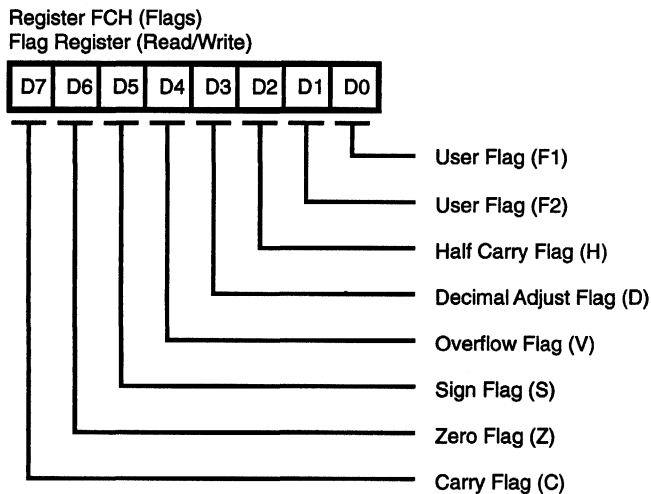 Register FCH (Flags)
Flag Register (Read/Write)
D7 D6 D5 D4 D3 D2 D1 D0
User Flag (F1)
User Flag (F2)
Half Carry Flag (H)
Decimal Adjust Flag (D)
Overflow Flag (V)
Sign Flag (S)
Zero Flag (Z)
Carry Flag (C)